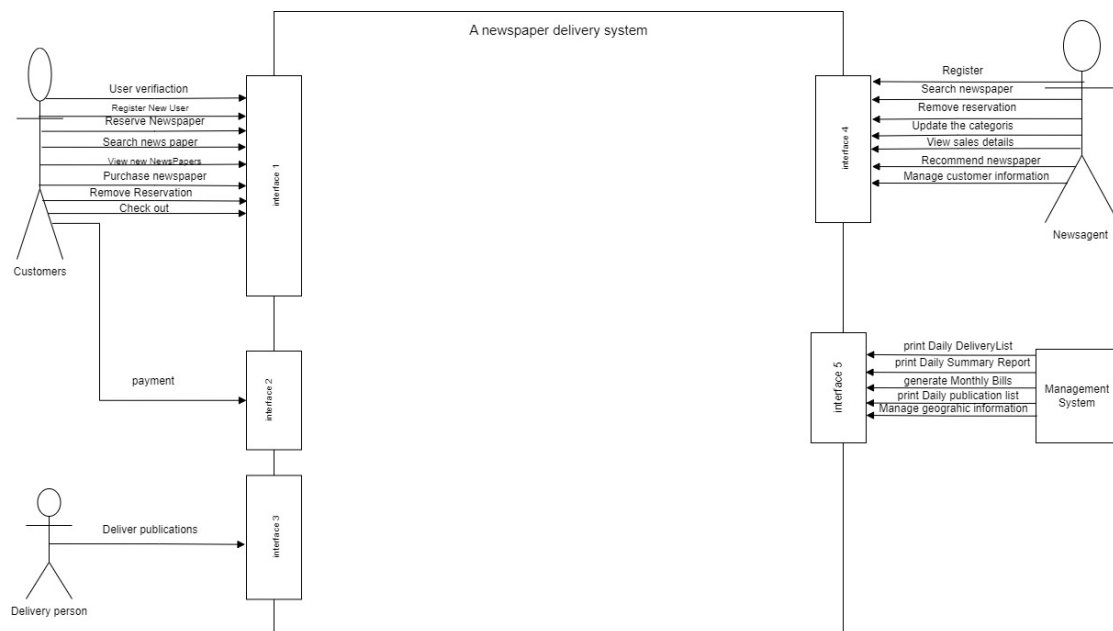 A newspaper delivery system
User verifiaction
Register New User
Reserve Newspaper
Search news paper
View new NewsPapers
Purchase newspaper
Remove Reservation
Check out
Customers
interface 1
payment
interface 2
Deliver publications
interface 3
Delivery person
Register
Search newspaper
Remove reservation
Update the categoris
View sales details
Recommend newspaper
Manage customer information
interface 4
Newsagent
print Daily DeliveryList
print Daily Summary Report
generate Monthly Bills
print Daily publication list
Manage geograhic information
interface 5
Management
System